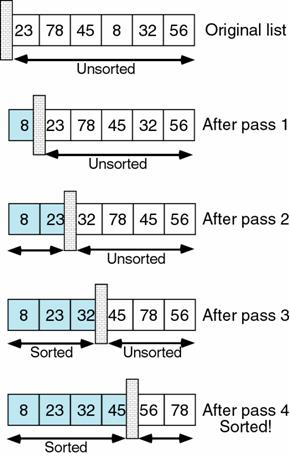 23 78 45 8 32 56 Original list
Unsorted
8 23 78 45 32 56 After pass 1
Unsorted
8 23 32 78 45 56 After pass 2
Unsorted
8 23 32 45 78 56 After pass 3
Sorted Unsorted
8 23 32 45 56 78 After pass 4
Sorted!
Sorted